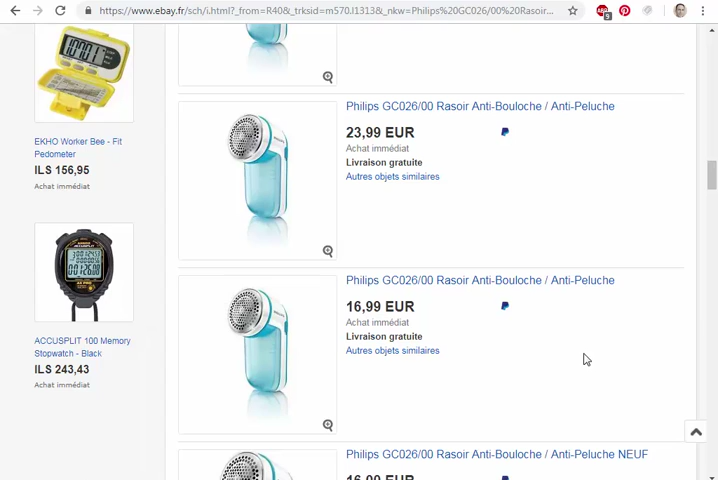 https://www.ebay.fr/sch/i.html?_from=R40&_trksid=m570.l1313&_nkw=Philips%20GC026/00%20Rasoir...
9
EKHO Worker Bee - Fit
Pedometer
ILS 156,95
Achat immédiat
ACCUSPLIT 100 Memory
Stopwatch - Black
ILS 243,43
Achat immédiat
Philips GC026/00 Rasoir Anti-Bouloche / Anti-Peluche
23,99 EUR
Achat immédiat
Livraison gratuite
Autres objets similaires
Philips GC026/00 Rasoir Anti-Bouloche / Anti-Peluche
16,99 EUR
Achat immédiat
Livraison gratuite
Autres objets similaires
Philips GC026/00 Rasoir Anti-Bouloche / Anti-Peluche NEUF
16,99 EUR